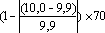 (1- |(10,0 - 9,9) / 9,9|) × 70